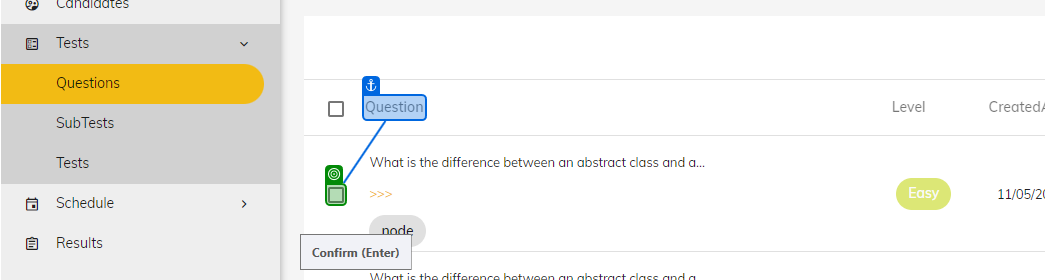 Candidates
Tests
Questions
SubTests
Tests
Schedule
Results
Question
Level
CreatedA
What is the difference between an abstract class and a...
>>>
Easy
11/05/20
node
Confirm (Enter)
What is the difference between an abstract class and a